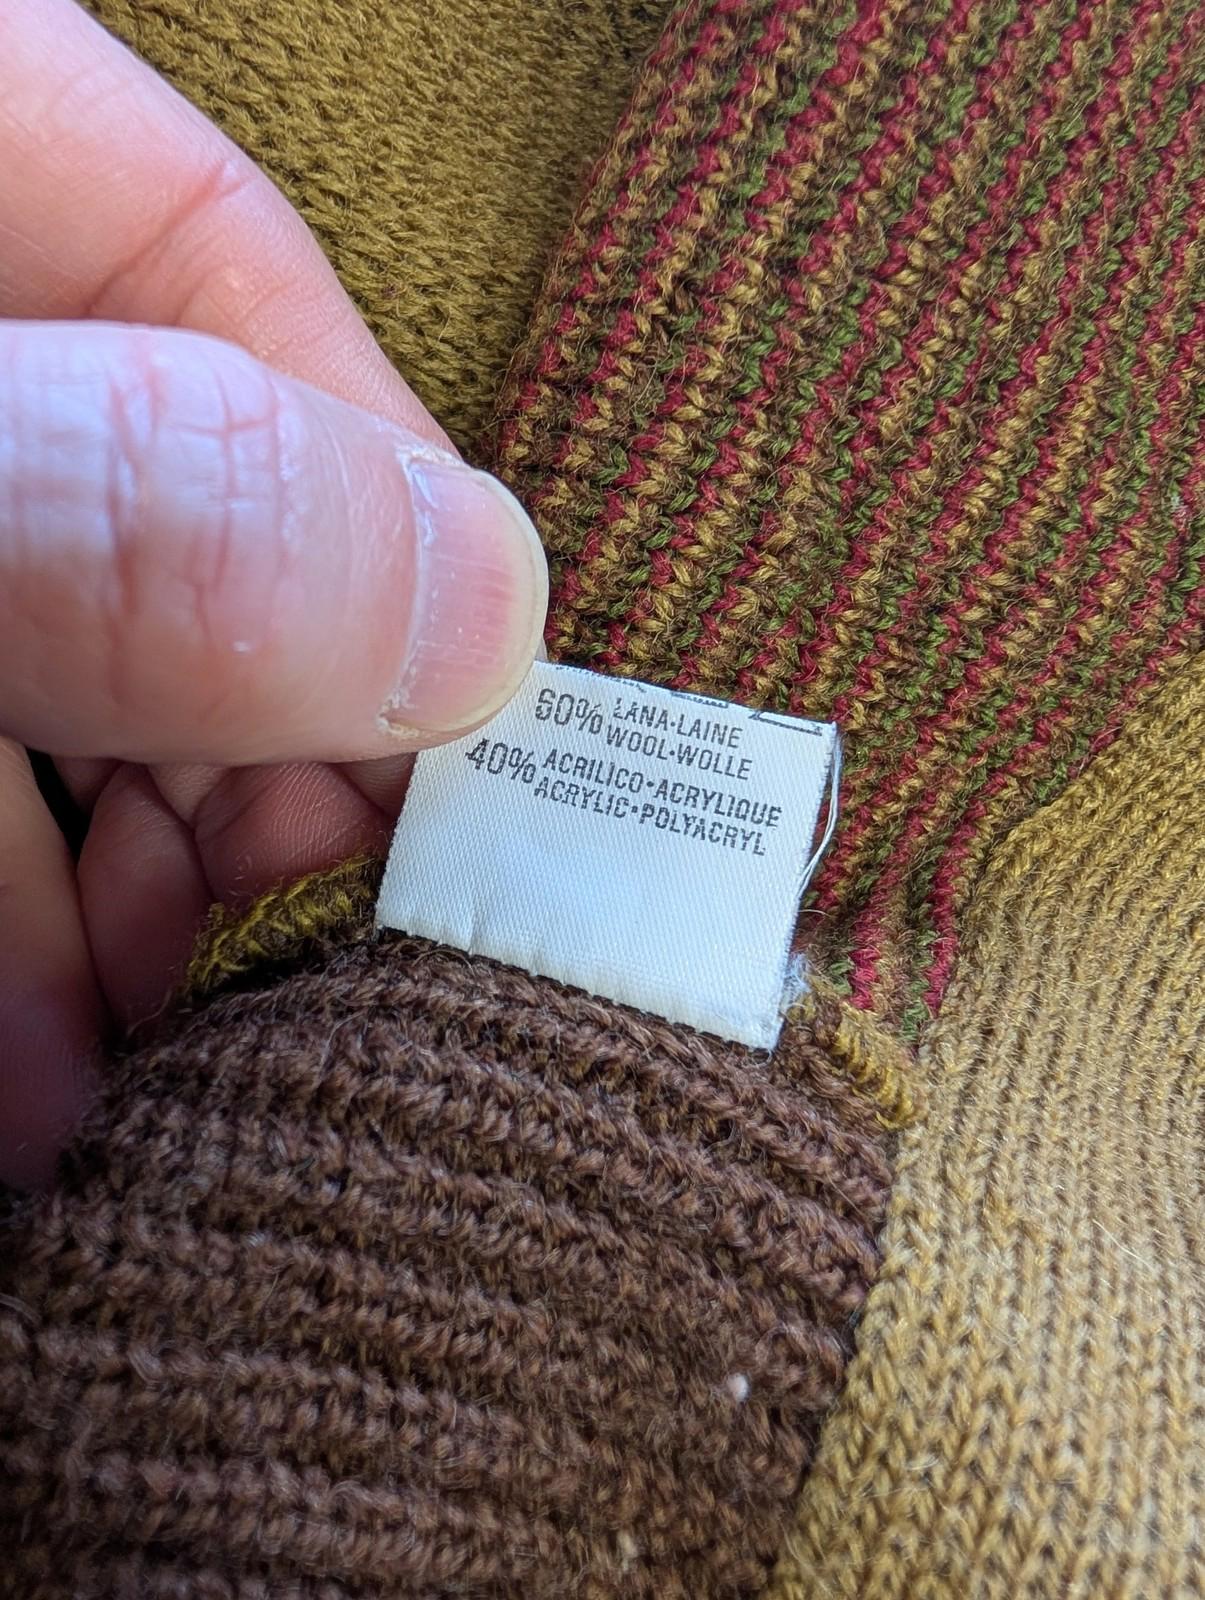 60% LANA·LAINE
WOOL·WOLLE
40% ACRILICO·ACRYLIQUE
ACRYLIC·POLYACRYL